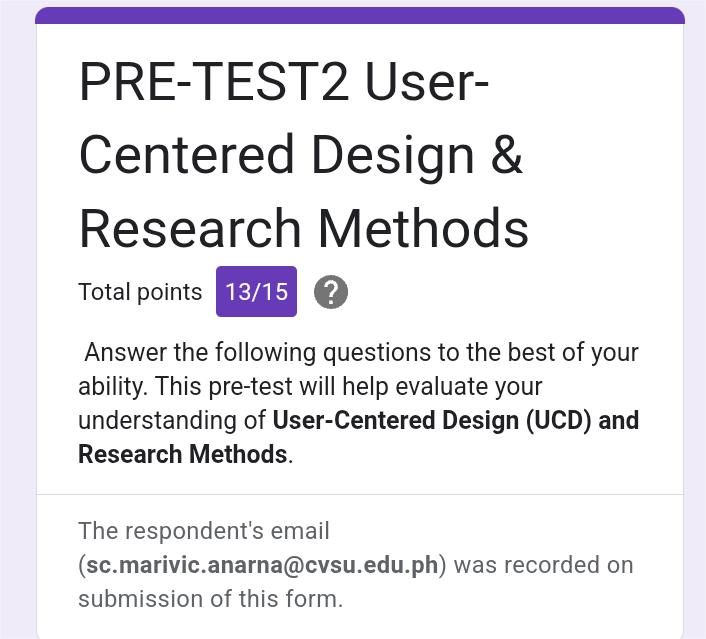 PRE-TEST2 User-
Centered Design &
Research Methods
Total points 13/15 ?
Answer the following questions to the best of your
ability. This pre-test will help evaluate your
understanding of User-Centered Design (UCD) and
Research Methods.
The respondent's email
(sc.marivic.anarna@cvsu.edu.ph) was recorded on
submission of this form.